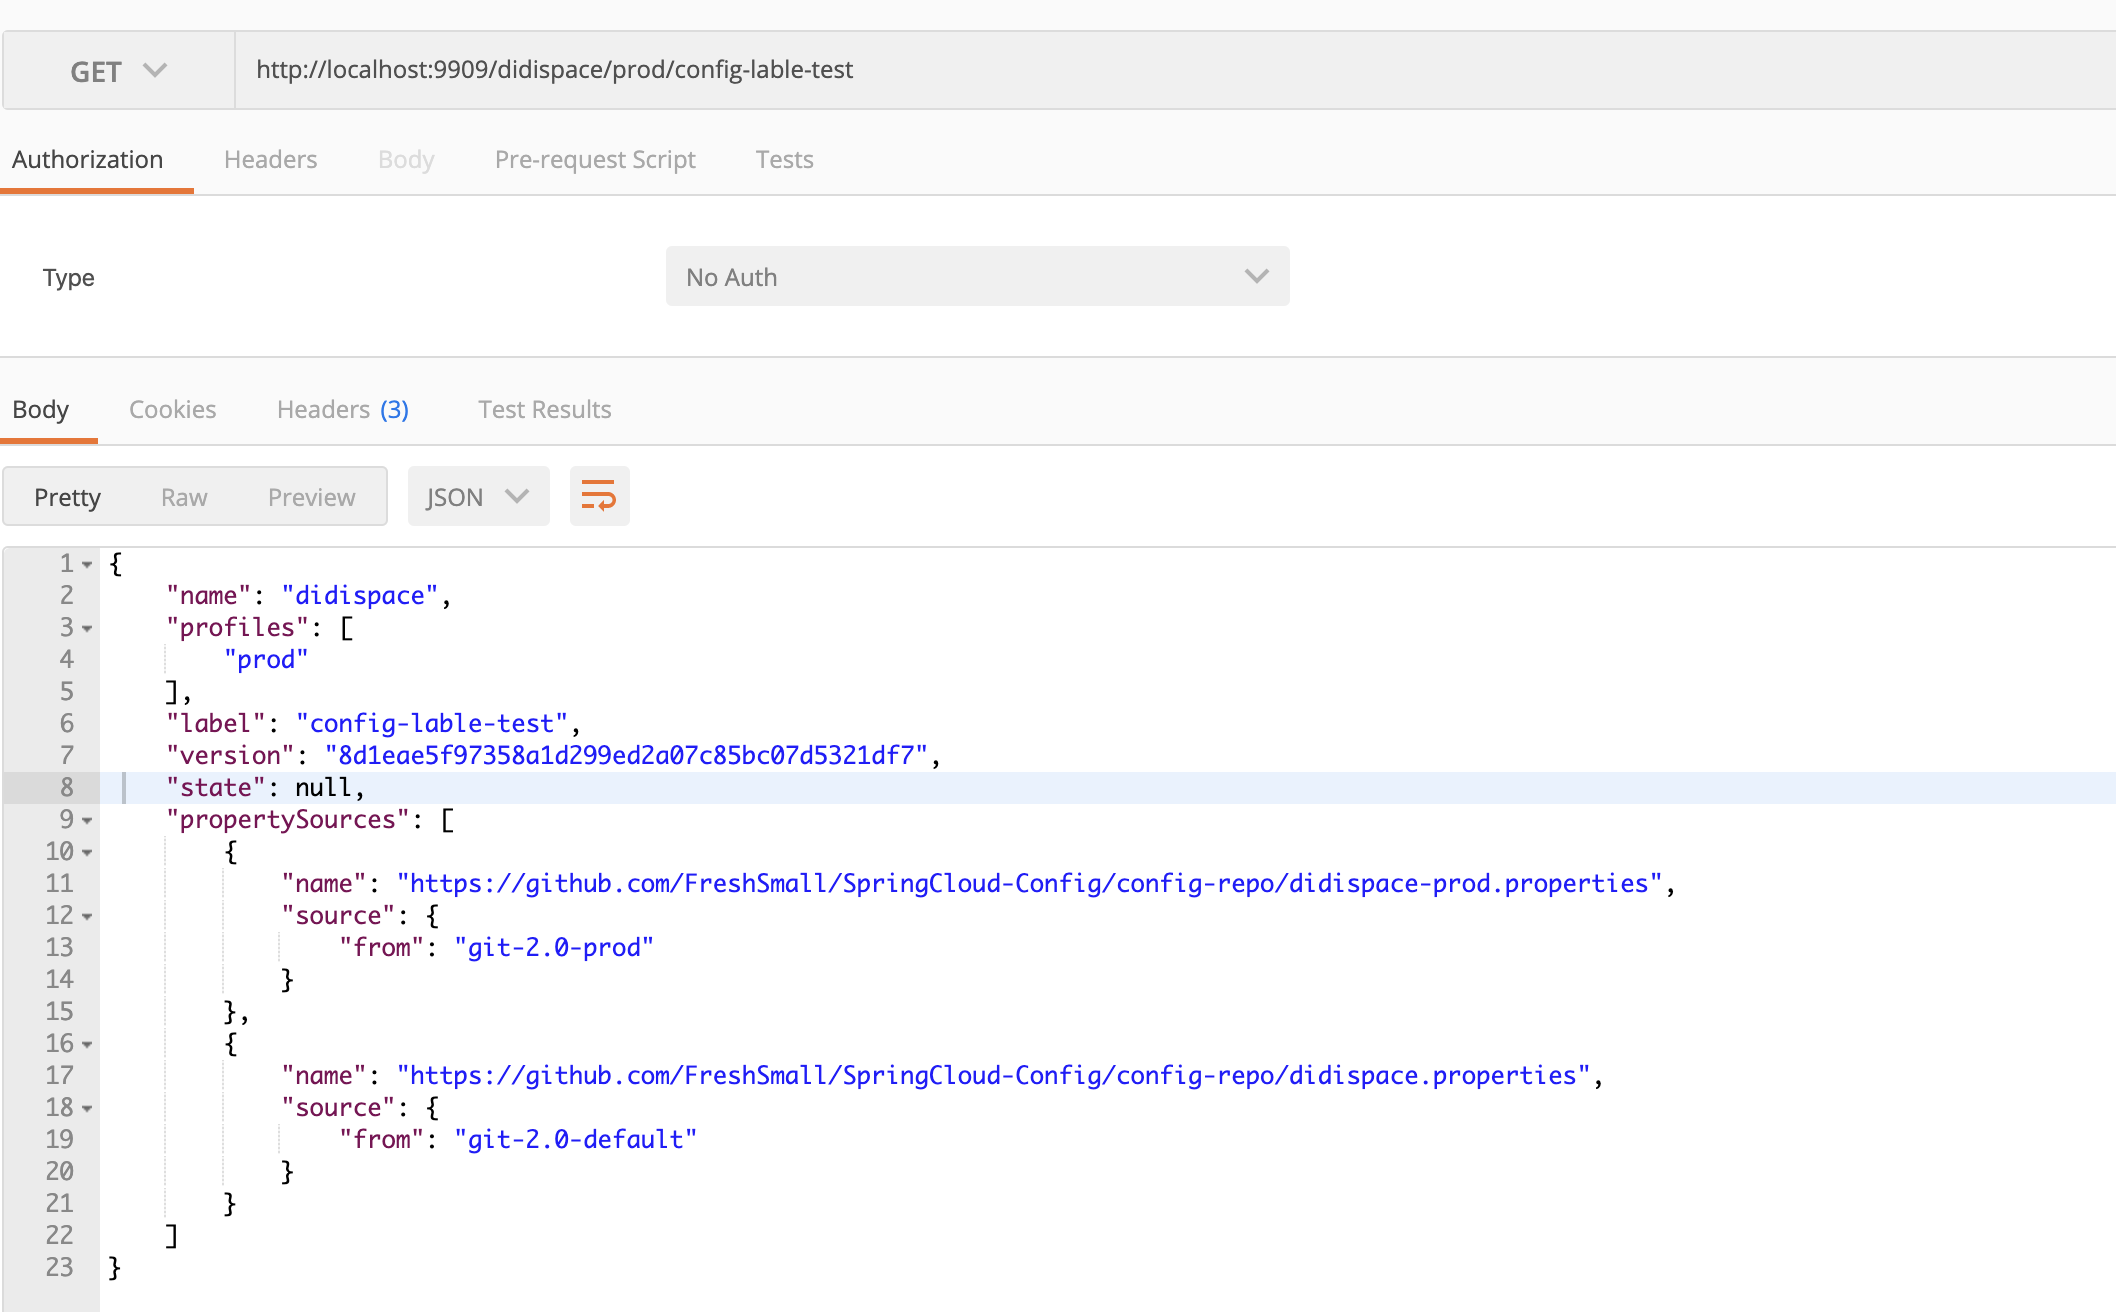 GET http://localhost:9909/didispace/prod/config-lable-test
Authorization Headers Body Pre-request Script Tests
Type No Auth
Body Cookies Headers (3) Test Results
Pretty Raw Preview JSON
1 {
2 "name": "didispace",
3 "profiles": [
4 "prod"
5 ],
6 "label": "config-lable-test",
7 "version": "8d1eae5f97358a1d299ed2a07c85bc07d5321df7",
8 "state": null,
9 "propertySources": [
10 {
11 "name": "https://github.com/FreshSmall/SpringCloud-Config/config-repo/didispace-prod.properties",
12 "source": {
13 "from": "git-2.0-prod"
14 }
15 },
16 {
17 "name": "https://github.com/FreshSmall/SpringCloud-Config/config-repo/didispace.properties",
18 "source": {
19 "from": "git-2.0-default"
20 }
21 }
22 ]
23 }